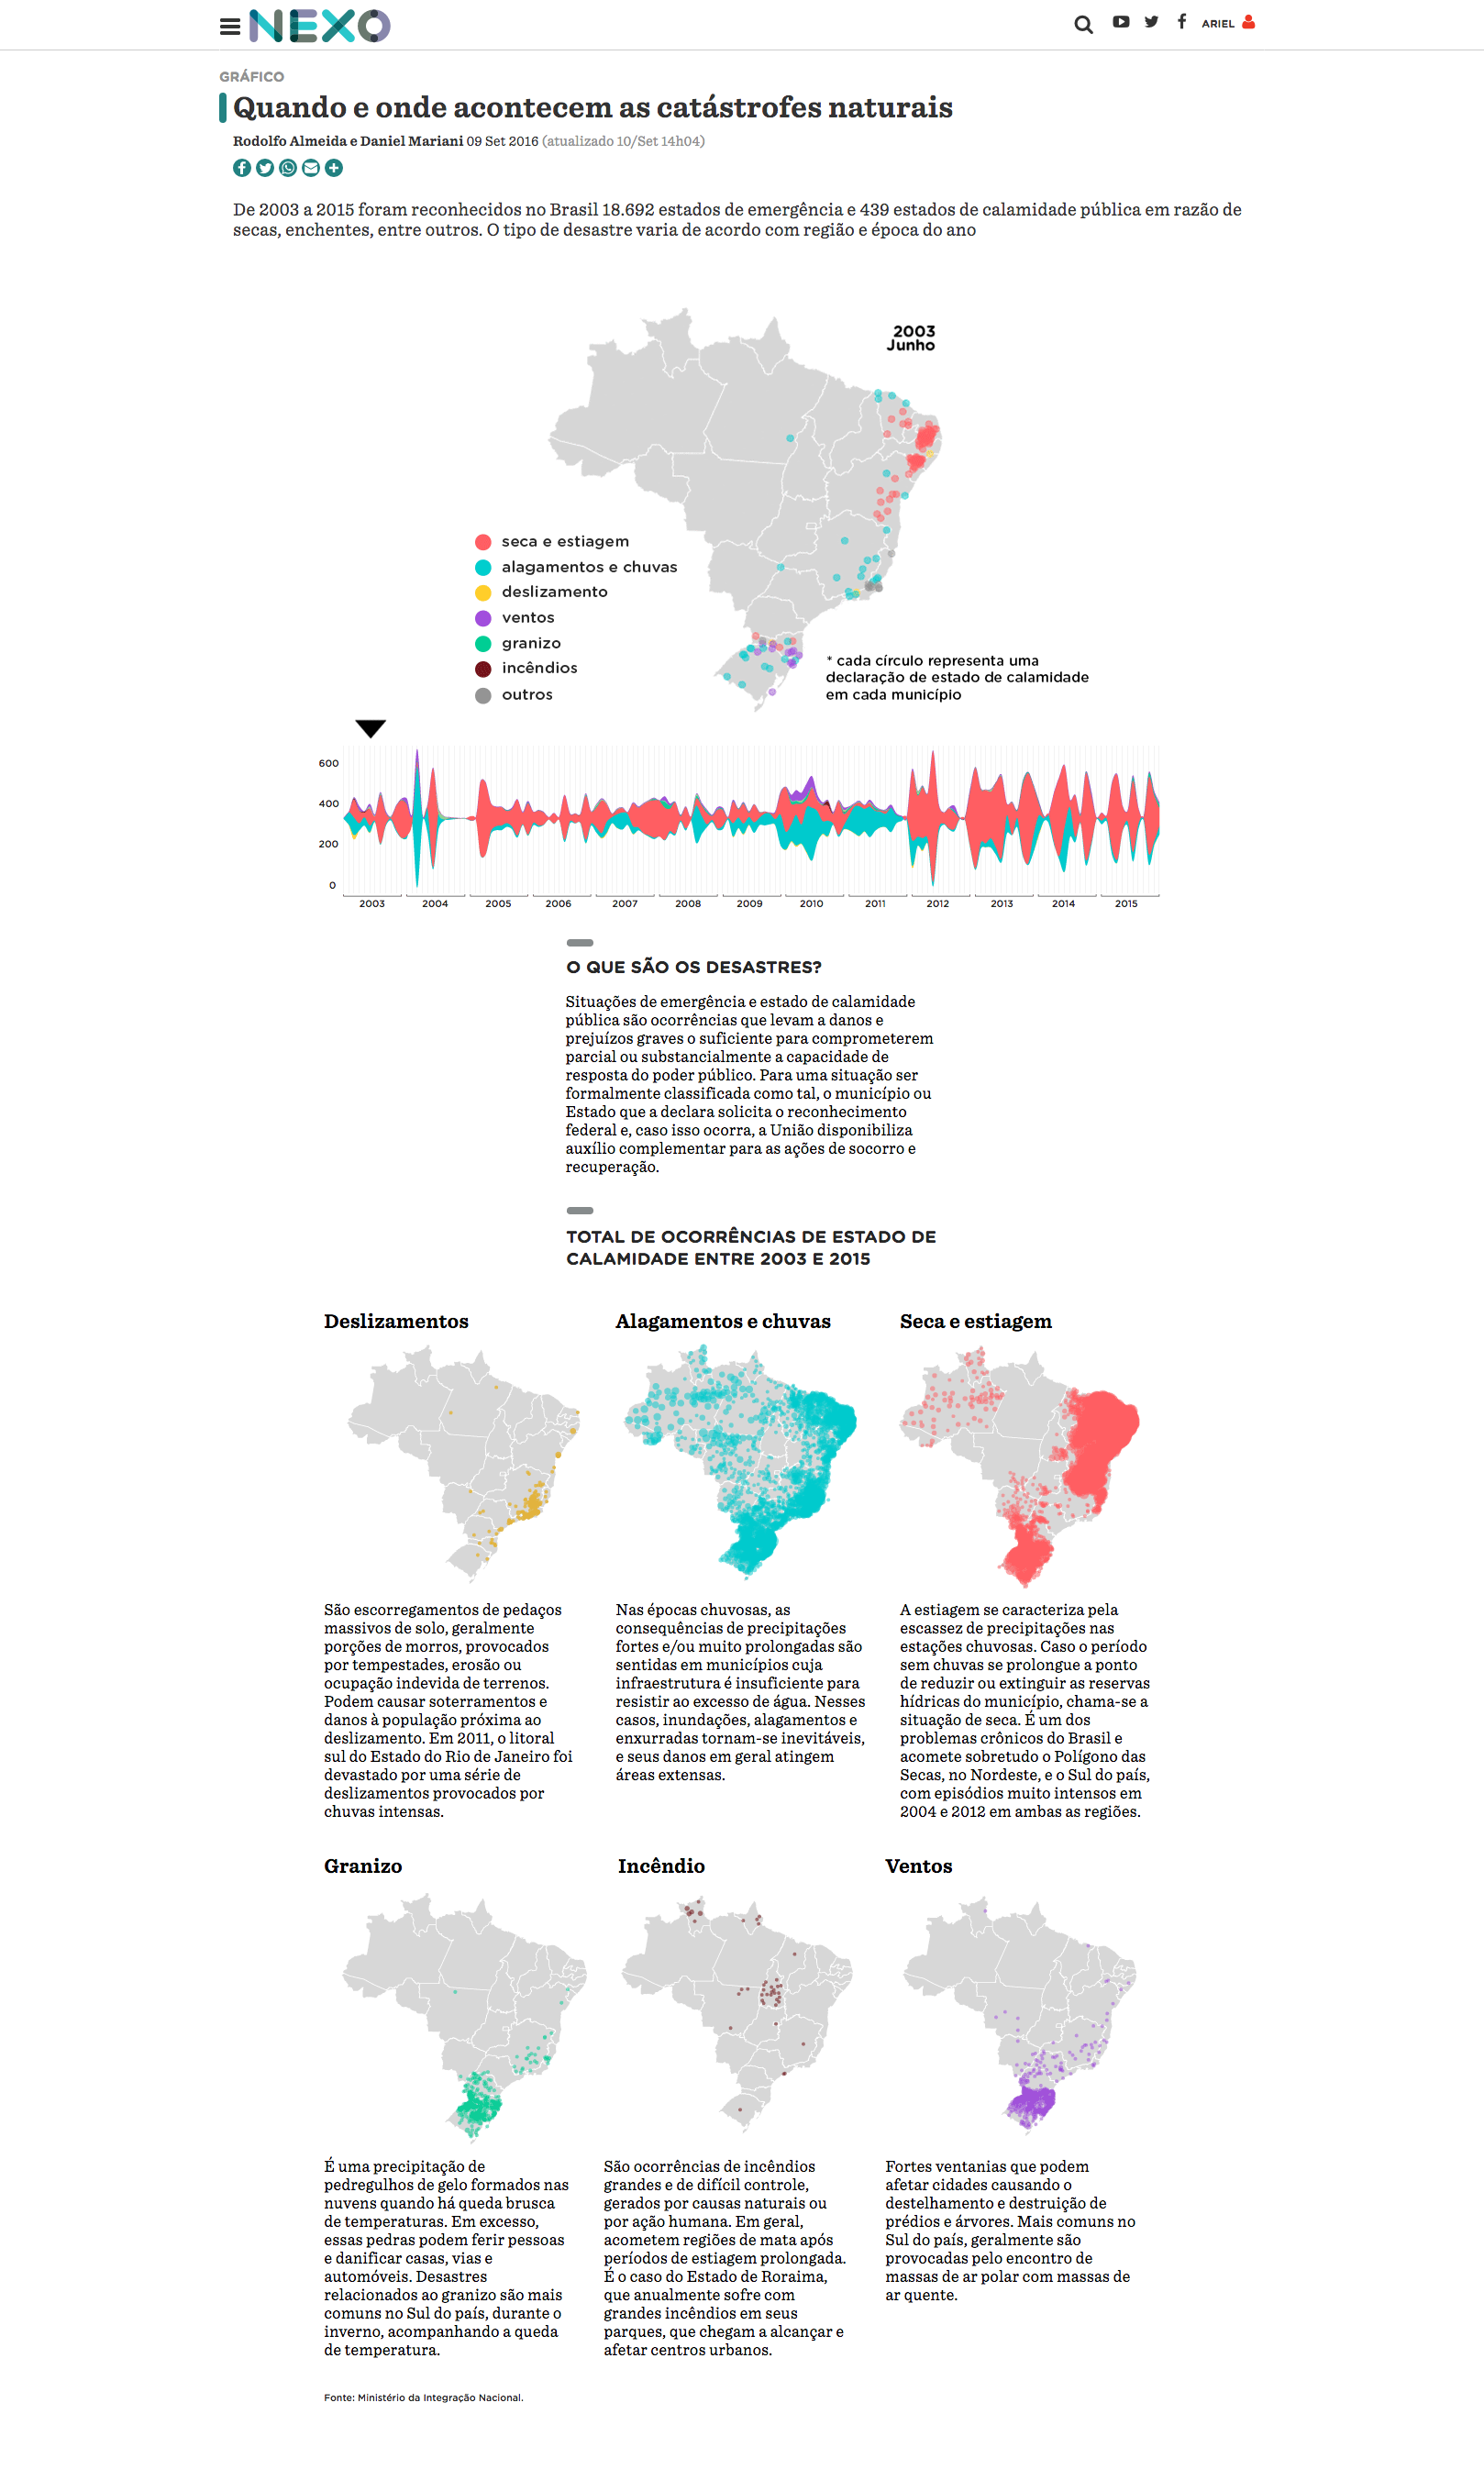 NEXO
ARIEL
GRÁFICO
Quando e onde acontecem as catástrofes naturais
Rodolfo Almeida e Daniel Mariani 09 Set 2016 (atualizado 10/Set 14h04)
De 2003 a 2015 foram reconhecidos no Brasil 18.692 estados de emergência e 439 estados de calamidade pública em razão de
secas, enchentes, entre outros. O tipo de desastre varia de acordo com região e época do ano
2003
Junho
seca e estiagem
alagamentos e chuvas
deslizamento
ventos
granizo
incêndios
outros
* cada círculo representa uma
declaração de estado de calamidade
em cada município
600
400
200
0
2003 2004 2005 2006 2007 2008 2009 2010 2011 2012 2013 2014 2015
O QUE SÃO OS DESASTRES?
Situações de emergência e estado de calamidade
pública são ocorrências que levam a danos e
prejuízos graves o suficiente para comprometerem
parcial ou substancialmente a capacidade de
resposta do poder público. Para uma situação ser
formalmente classificada como tal, o município ou
Estado que a declara solicita o reconhecimento
federal e, caso isso ocorra, a União disponibiliza
auxílio complementar para as ações de socorro e
recuperação.
TOTAL DE OCORRÊNCIAS DE ESTADO DE
CALAMIDADE ENTRE 2003 E 2015
Deslizamentos
São escorregamentos de pedaços
massivos de solo, geralmente
porções de morros, provocados
por tempestades, erosão ou
ocupação indevida de terrenos.
Podem causar soterramentos e
danos à população próxima ao
deslizamento. Em 2011, o litoral
sul do Estado do Rio de Janeiro foi
devastado por uma série de
deslizamentos provocados por
chuvas intensas.
Alagamentos e chuvas
Nas épocas chuvosas, as
consequências de precipitações
fortes e/ou muito prolongadas são
sentidas em municípios cuja
infraestrutura é insuficiente para
resistir ao excesso de água. Nesses
casos, inundações, alagamentos e
enxurradas tornam-se inevitáveis,
e seus danos em geral atingem
áreas extensas.
Seca e estiagem
A estiagem se caracteriza pela
escassez de precipitações nas
estações chuvosas. Caso o período
sem chuvas se prolongue a ponto
de reduzir ou extinguir as reservas
hídricas do município, chama-se a
situação de seca. É um dos
problemas crônicos do Brasil e
acomete sobretudo o Polígono das
Secas, no Nordeste, e o Sul do país,
com episódios muito intensos em
2004 e 2012 em ambas as regiões.
Granizo
É uma precipitação de
pedregulhos de gelo formados nas
nuvens quando há queda brusca
de temperaturas. Em excesso,
essas pedras podem ferir pessoas
e danificar casas, vias e
automóveis. Desastres
relacionados ao granizo são mais
comuns no Sul do país, durante o
inverno, acompanhando a queda
de temperatura.
Incêndio
São ocorrências de incêndios
grandes e de difícil controle,
gerados por causas naturais ou
por ação humana. Em geral,
acometem regiões de mata após
períodos de estiagem prolongada.
É o caso do Estado de Roraima,
que anualmente sofre com
grandes incêndios em seus
parques, que chegam a alcançar e
afetar centros urbanos.
Ventos
Fortes ventanias que podem
afetar cidades causando o
destelhamento e destruição de
prédios e árvores. Mais comuns no
Sul do país, geralmente são
provocadas pelo encontro de
massas de ar polar com massas de
ar quente.
Fonte: Ministério da Integração Nacional.